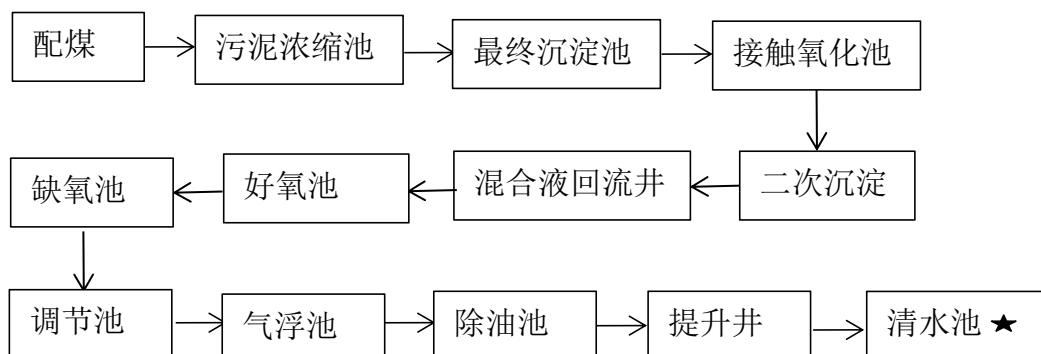 配煤
污泥浓缩池
最终沉淀池
接触氧化池
缺氧池
好氧池
混合液回流井
二次沉淀
调节池
气浮池
除油池
提升井
清水池★